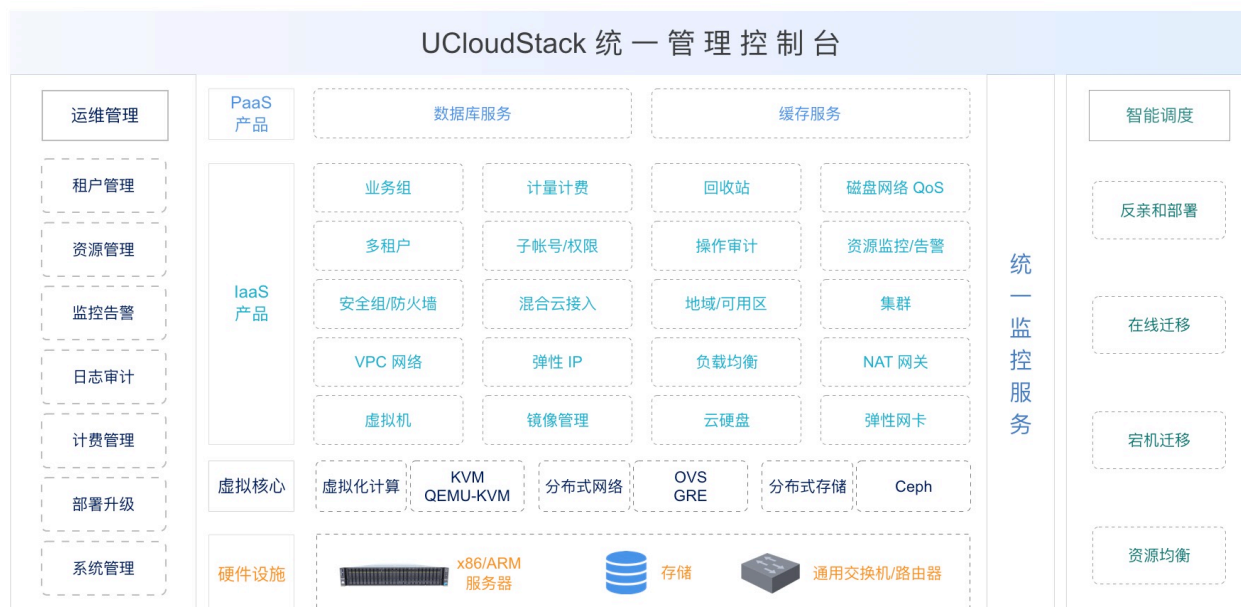 UCloudStack 统一管理控制台
运维管理
租户管理
资源管理
监控告警
日志审计
计费管理
部署升级
系统管理
PaaS
产品
数据库服务
缓存服务
IaaS
产品
业务组
计量计费
回收站
磁盘网络 QoS
多租户
子帐号/权限
操作审计
资源监控/告警
安全组/防火墙
混合云接入
地域/可用区
集群
VPC 网络
弹性 IP
负载均衡
NAT 网关
虚拟机
镜像管理
云硬盘
弹性网卡
虚拟核心
虚拟化计算
KVM
QEMU-KVM
分布式网络
OVS
GRE
分布式存储
Ceph
硬件设施
x86/ARM
服务器
存储
通用交换机/路由器
统一监控服务
智能调度
反亲和部署
在线迁移
宕机迁移
资源均衡